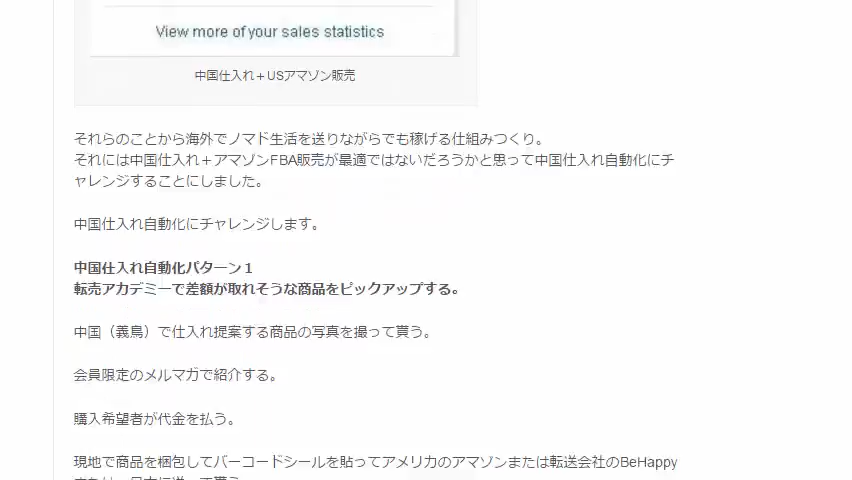 View more of your sales statistics
中国仕入れ＋USアマゾン販売
それらのことから海外でノマド生活を送りながらでも稼げる仕組みつくり。
それには中国仕入れ＋アマゾンFBA販売が最適ではないだろうかと思って中国仕入れ自動化にチ
ャレンジすることにしました。
中国仕入れ自動化にチャレンジします。
中国仕入れ自動化パターン１
転売アカデミーで差額が取れそうな商品をピックアップする。
中国（義烏）で仕入れ提案する商品の写真を撮って貰う。
会員限定のメルマガで紹介する。
購入希望者が代金を払う。
現地で商品を梱包してバーコードシールを貼ってアメリカのアマゾンまたは転送会社のBeHappy